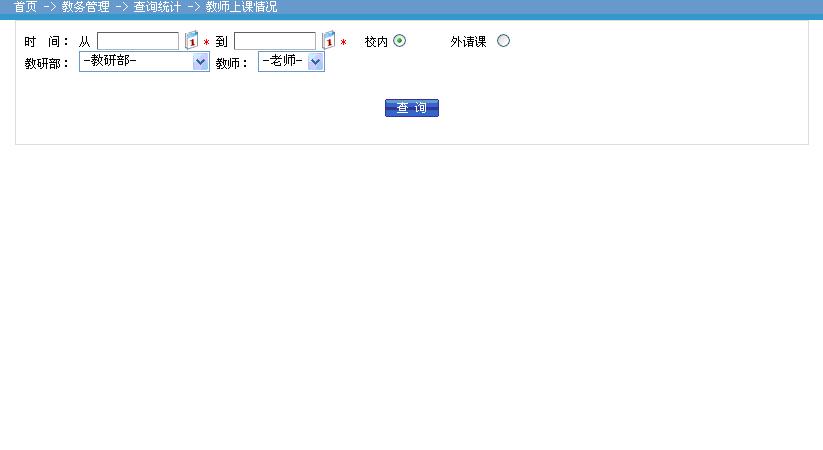 首页 -> 教务管理 -> 查询统计 -> 教师上课情况
时 间： 从 1 * 到 1 * 校内 外请课
教研部： -教研部- 教师： -老师-
查 询